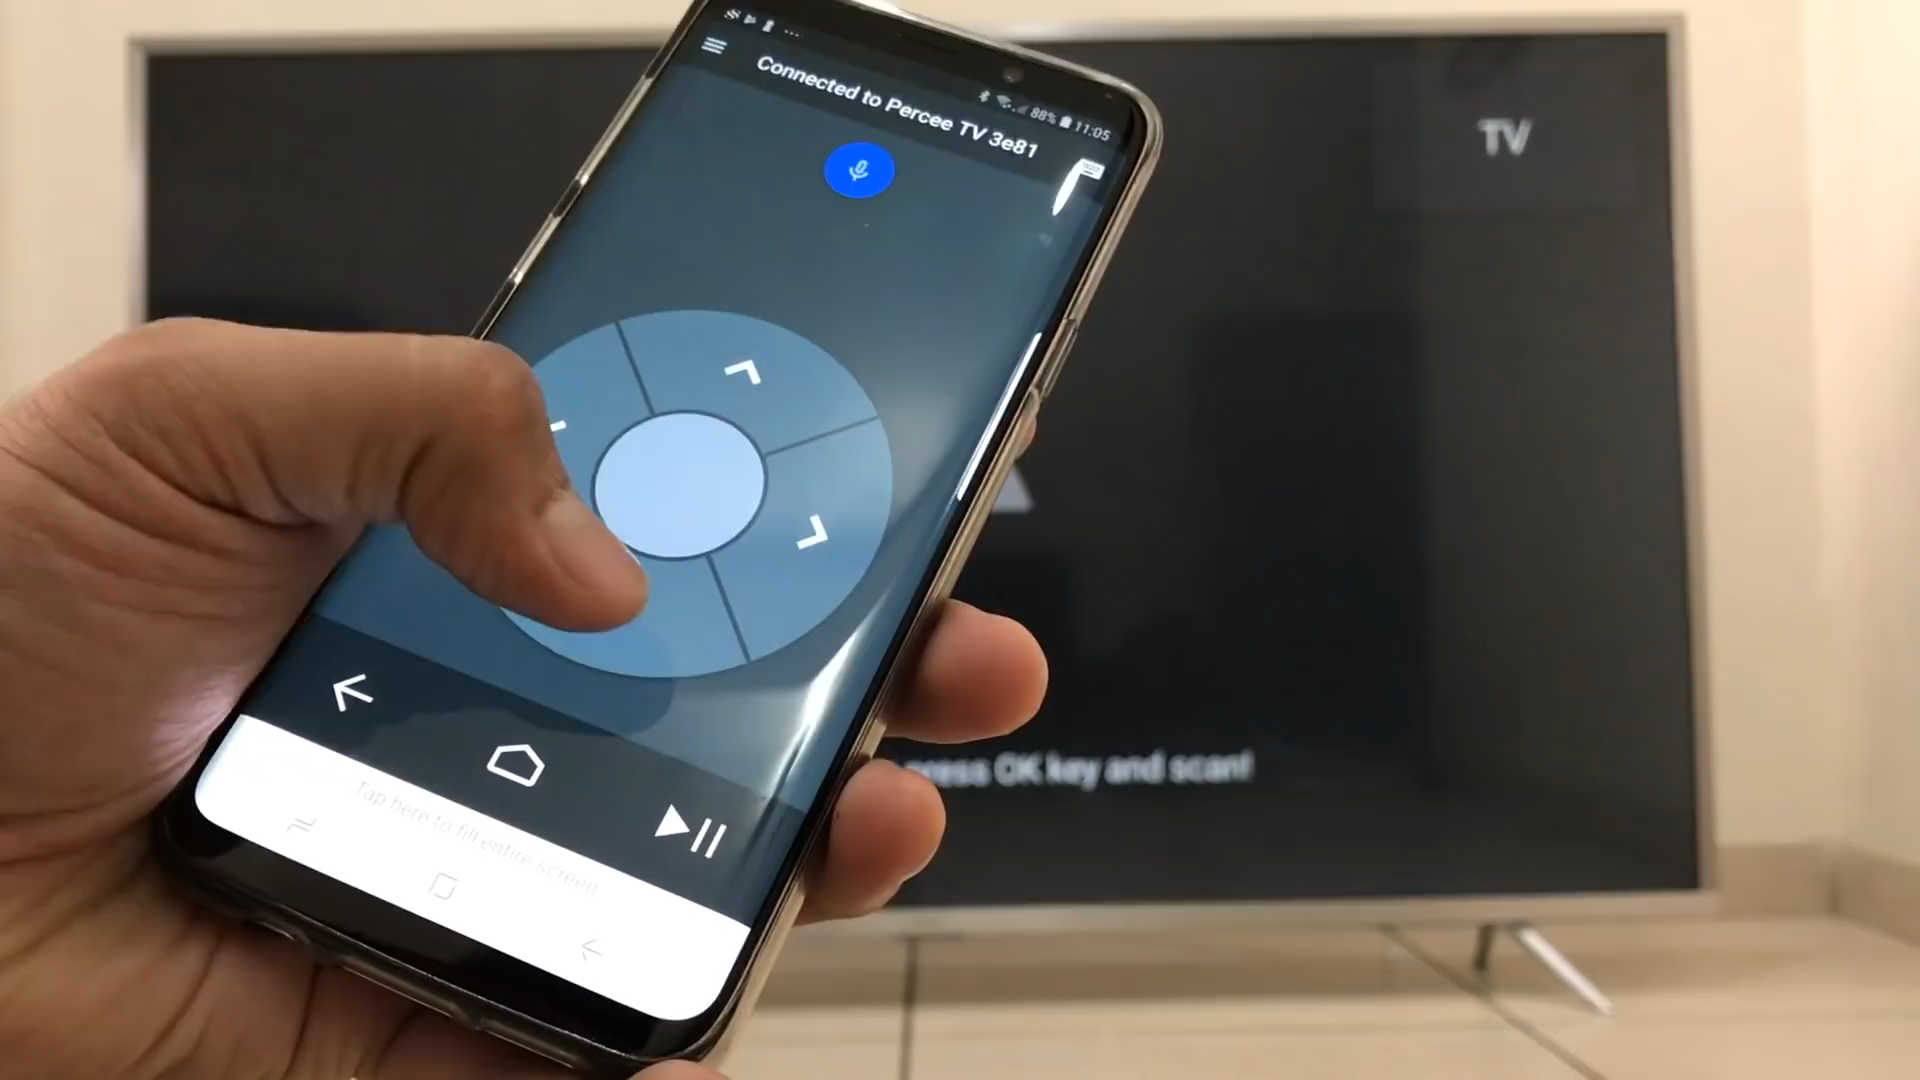 88% 11:05
Connected to Percee TV 3e81
TV
press OK key and scan!
Tap here to fill entire screen